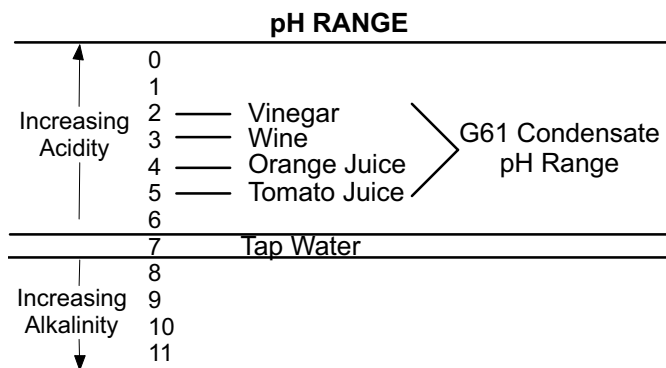 pH RANGE
0
1
2 Vinegar
3 Wine
4 Orange Juice
5 Tomato Juice
6
Increasing
Acidity
G61 Condensate
pH Range
7 Tap Water
8
9
10
11
Increasing
Alkalinity